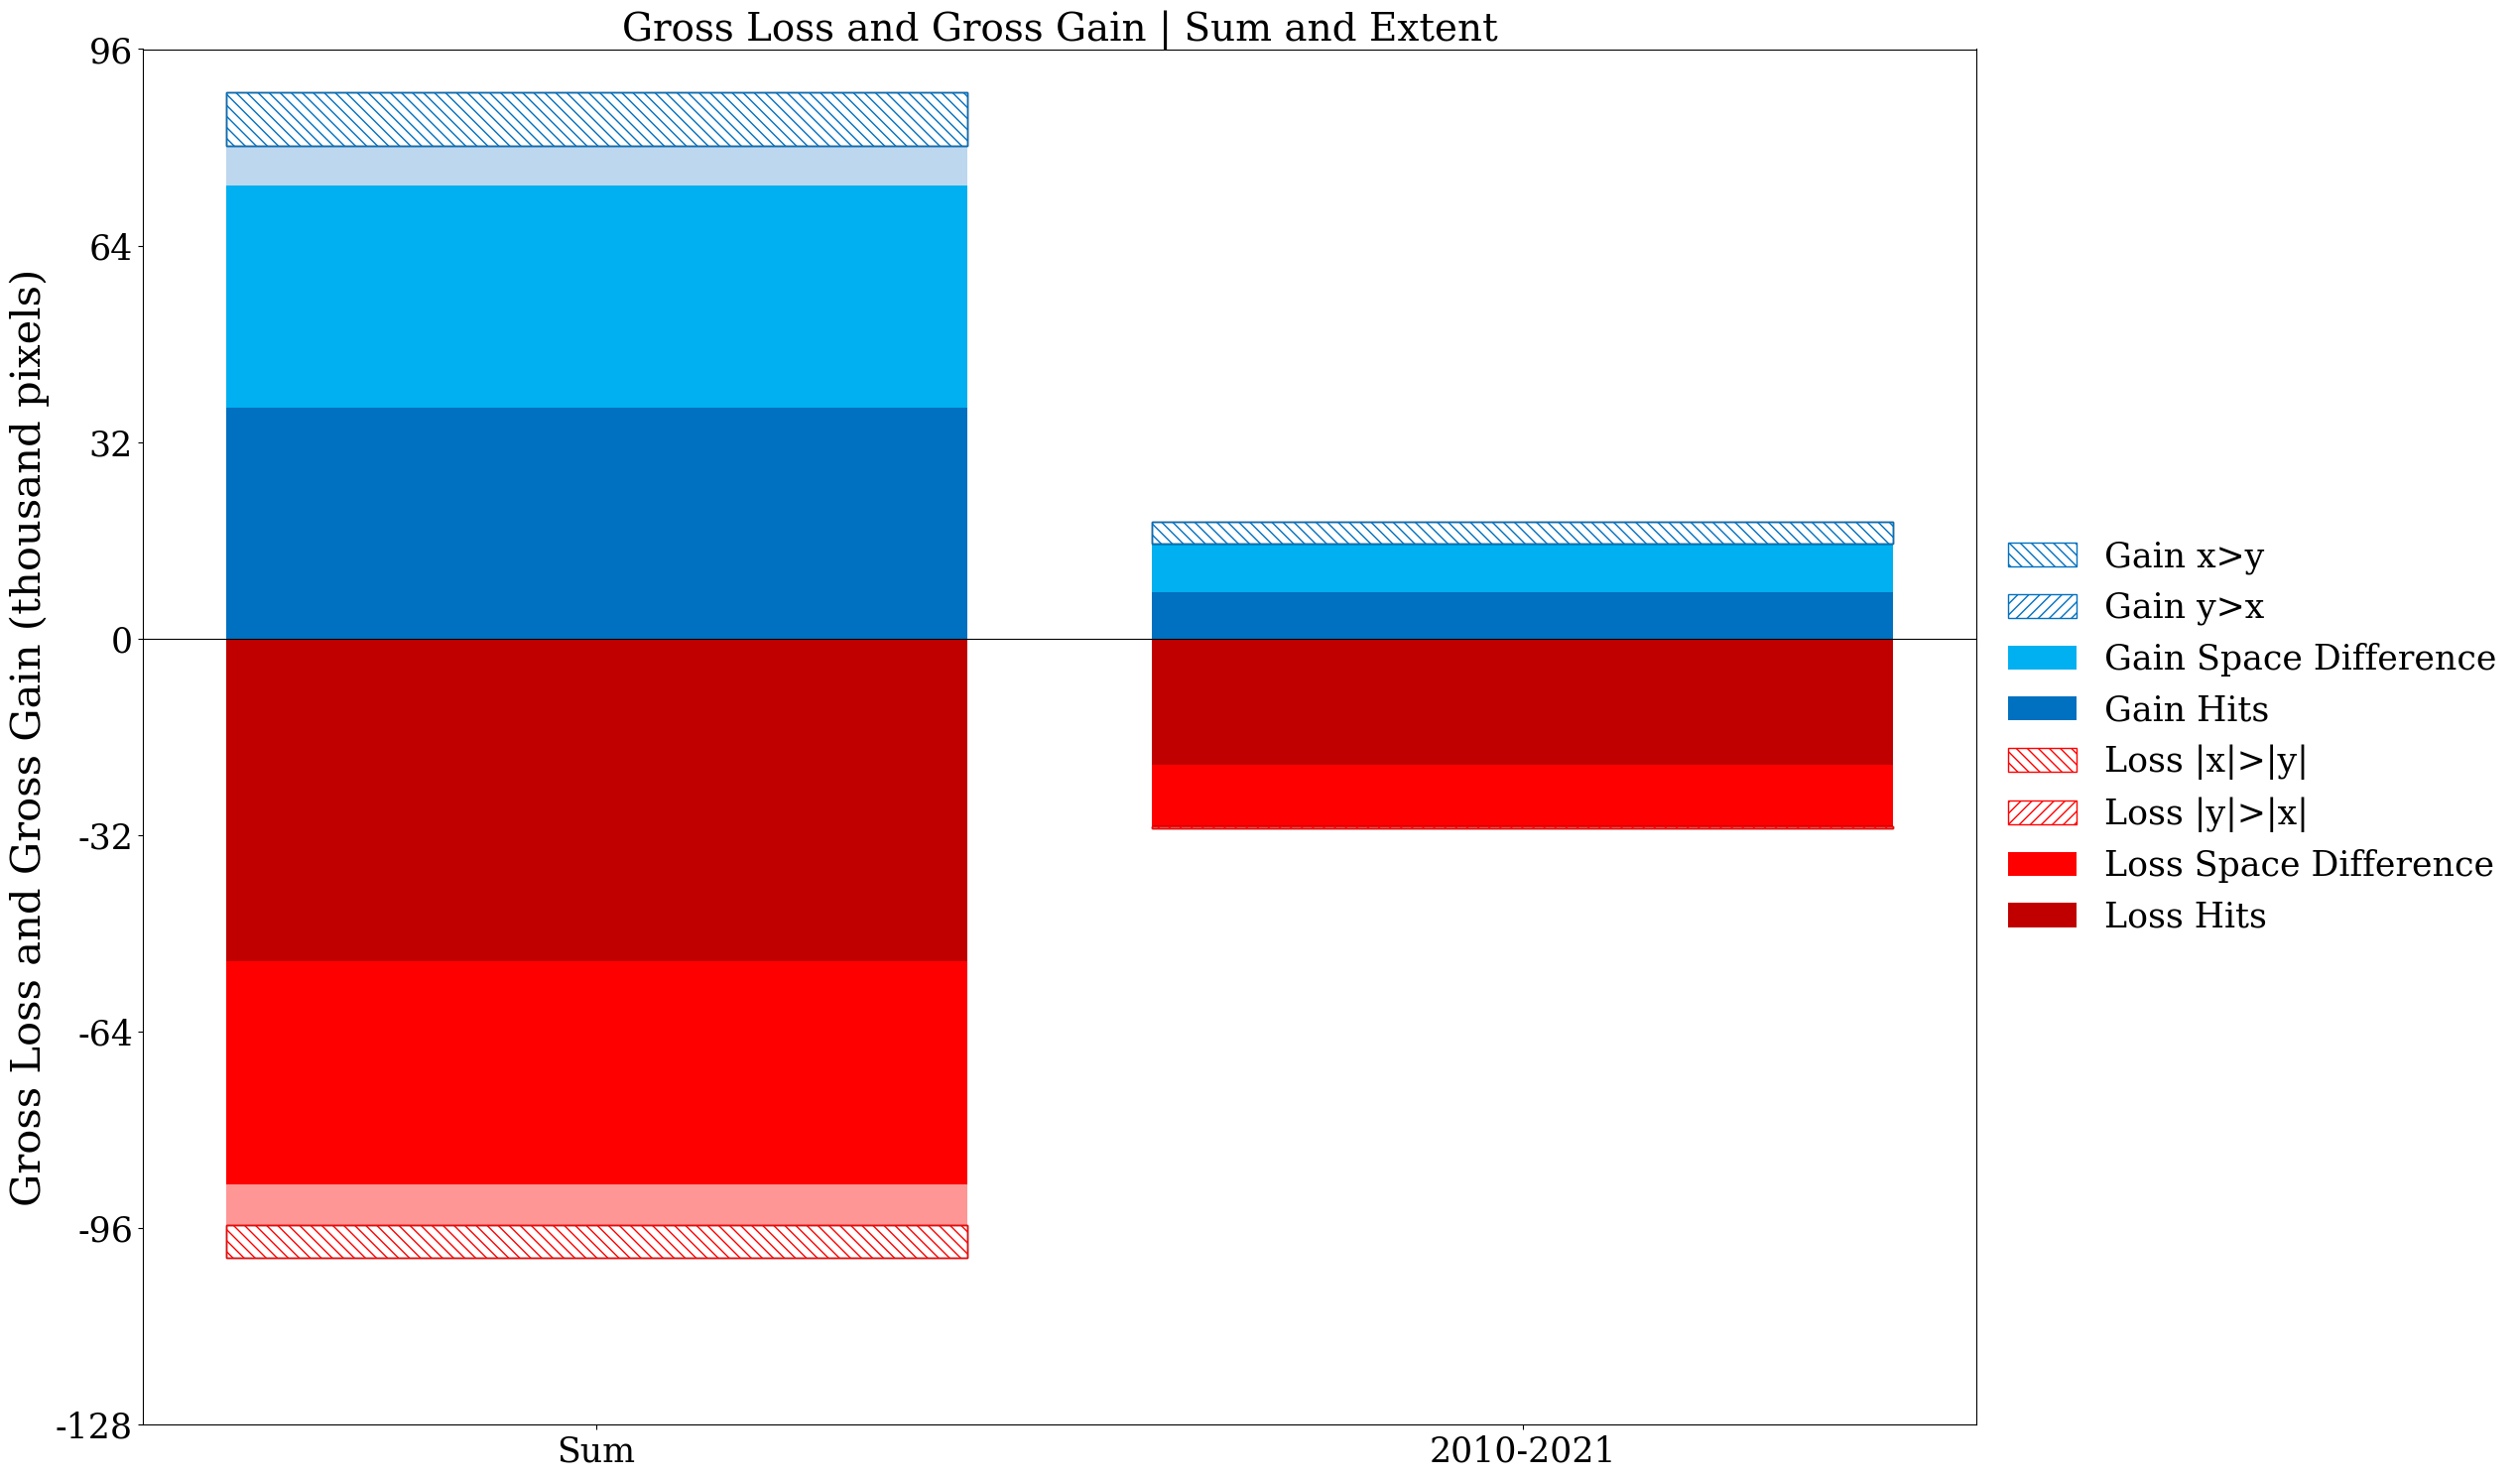 Gross Loss and Gross Gain | Sum and Extent
Gross Loss and Gross Gain (thousand pixels)
96
64
32
0
-32
-64
-96
-128
Sum
2010-2021
Gain x>y
Gain y>x
Gain Space Difference
Gain Hits
Loss |x|>|y|
Loss |y|>|x|
Loss Space Difference
Loss Hits